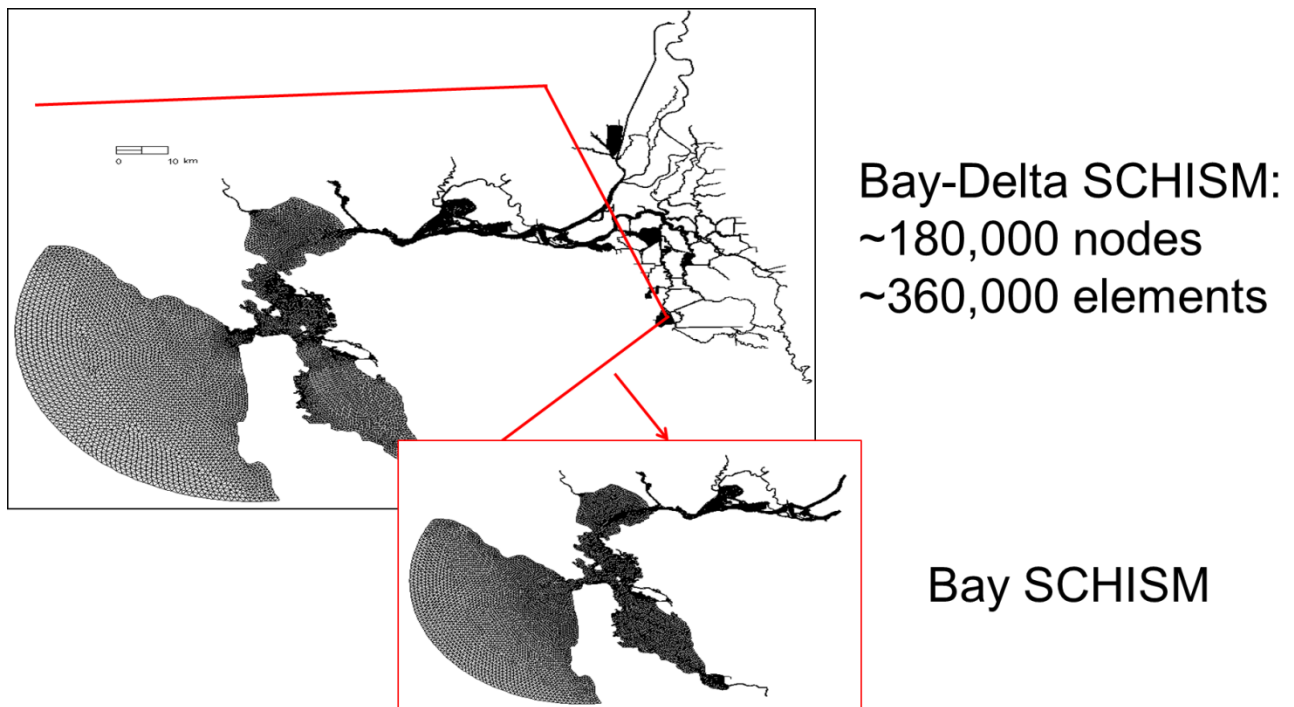 0 10 km
Bay-Delta SCHISM:
~180,000 nodes
~360,000 elements
Bay SCHISM